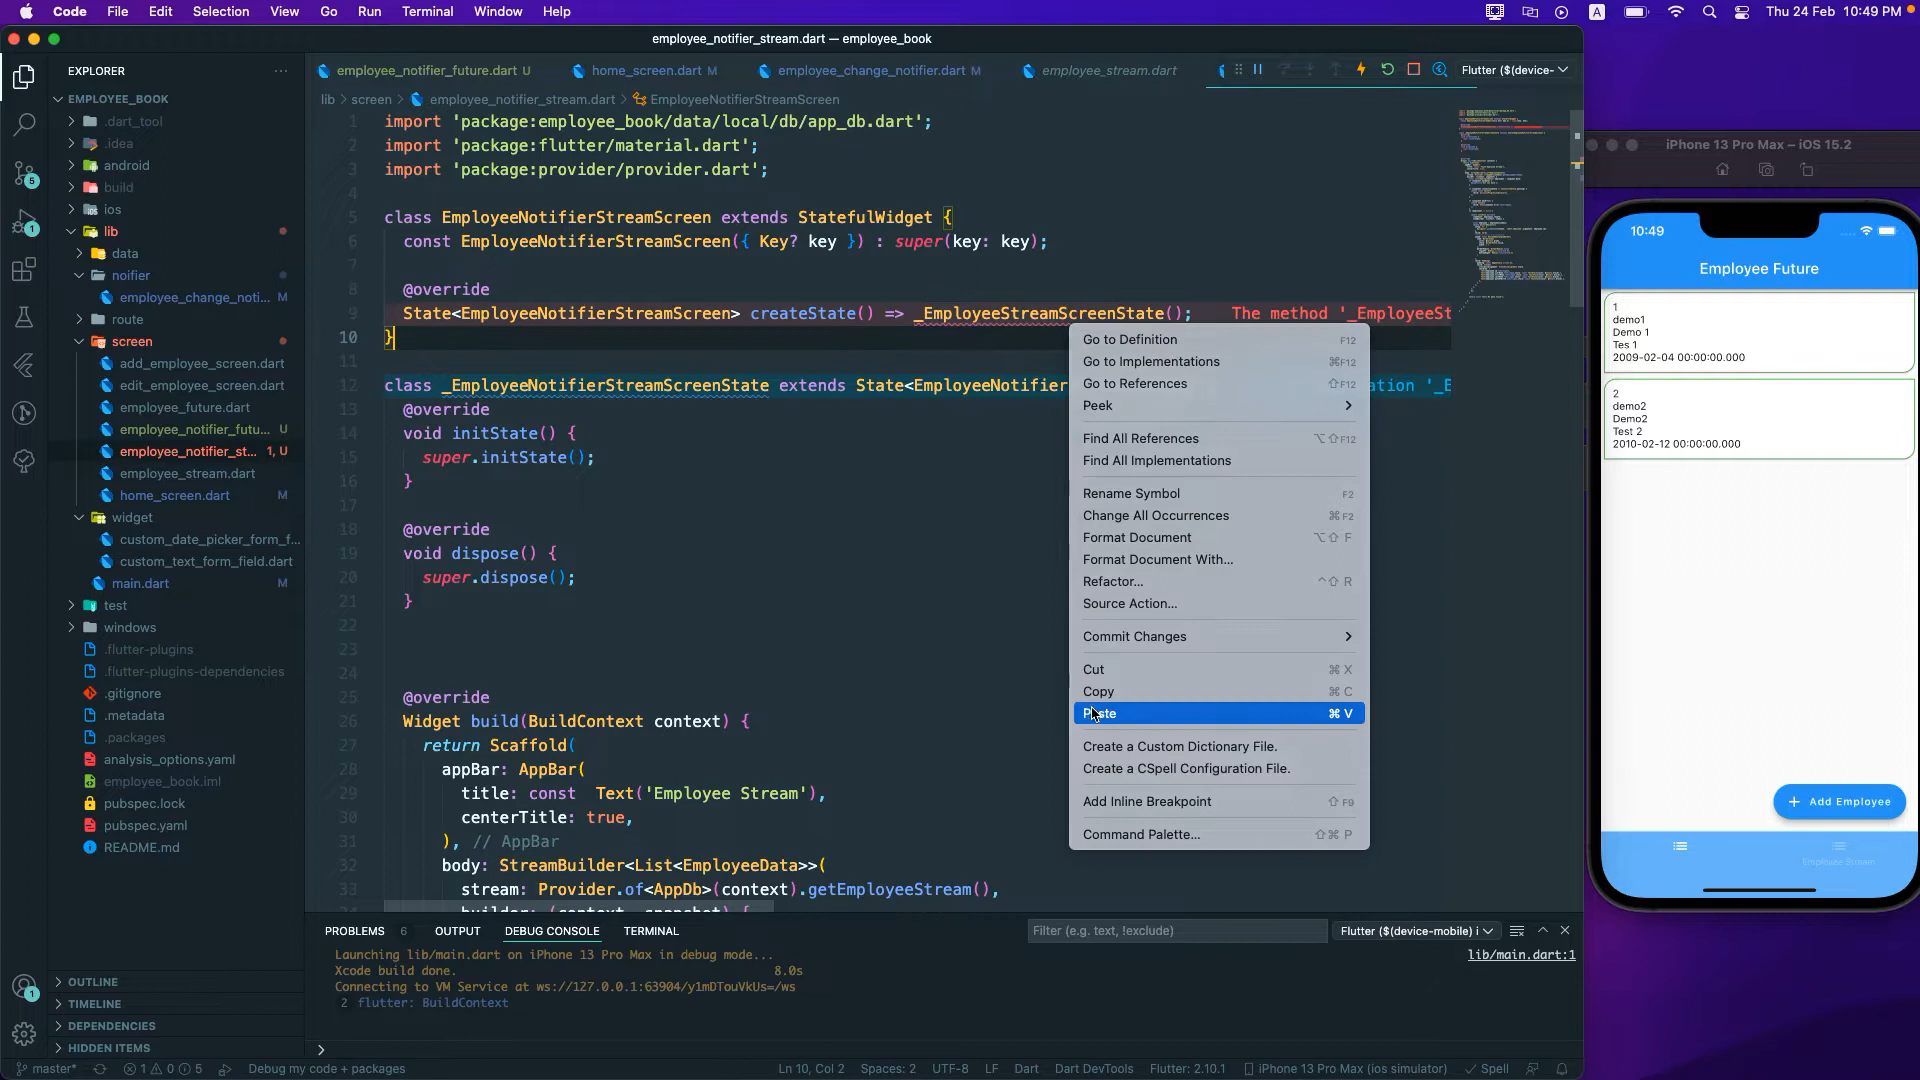 Code File Edit Selection View Go Run Terminal Window Help
A Thu 24 Feb 10:49 PM
employee_notifier_stream.dart — employee_book
EXPLORER
EMPLOYEE_BOOK
.dart_tool
.idea
android
build
ios
lib
data
noifier
employee_change_noti... M
route
screen
add_employee_screen.dart
edit_employee_screen.dart
employee_future.dart
employee_notifier_futu... U
employee_notifier_st... 1, U
employee_stream.dart
home_screen.dart M
widget
custom_date_picker_form_f...
custom_text_form_field.dart
main.dart M
test
windows
.flutter-plugins
.flutter-plugins-dependencies
.gitignore
.metadata
.packages
analysis_options.yaml
employee_book.iml
pubspec.lock
pubspec.yaml
README.md
OUTLINE
TIMELINE
DEPENDENCIES
HIDDEN ITEMS
5
1
1
employee_notifier_future.dart U home_screen.dart M employee_change_notifier.dart M employee_stream.dart Flutter ($(device-
lib > screen > employee_notifier_stream.dart > EmployeeNotifierStreamScreen
1 import 'package:employee_book/data/local/db/app_db.dart';
2 import 'package:flutter/material.dart';
3 import 'package:provider/provider.dart';
4
5 class EmployeeNotifierStreamScreen extends StatefulWidget {
6 const EmployeeNotifierStreamScreen({ Key? key }) : super(key: key);
7
8 @override
9 State<EmployeeNotifierStreamScreen> createState() => _EmployeeStreamScreenState(); The method '_EmployeeSt
10 }
11
12 class _EmployeeNotifierStreamScreenState extends State<EmployeeNotifier ation '_E
13 @override
14 void initState() {
15 super.initState();
16 }
17
18 @override
19 void dispose() {
20 super.dispose();
21 }
22
23
24
25 @override
26 Widget build(BuildContext context) {
27 return Scaffold(
28 appBar: AppBar(
29 title: const Text('Employee Stream'),
30 centerTitle: true,
31 ), // AppBar
32 body: StreamBuilder<List<EmployeeData>>(
33 stream: Provider.of<AppDb>(context).getEmployeeStream(),
Go to Definition F12
Go to Implementations ⌘F12
Go to References ⇧F12
Peek
Find All References ⌥⇧F12
Find All Implementations
Rename Symbol F2
Change All Occurrences ⌘F2
Format Document ⌥⇧ F
Format Document With...
Refactor... ^⇧ R
Source Action...
Commit Changes
Cut ⌘ X
Copy ⌘ C
Paste ⌘ V
Create a Custom Dictionary File.
Create a CSpell Configuration File.
Add Inline Breakpoint ⇧ F9
Command Palette... ⇧⌘ P
PROBLEMS 6 OUTPUT DEBUG CONSOLE TERMINAL Filter (e.g. text, !exclude) Flutter ($(device-mobile) i
Launching lib/main.dart on iPhone 13 Pro Max in debug mode... lib/main.dart:1
Xcode build done. 8.0s
Connecting to VM Service at ws://127.0.0.1:63904/y1mDTouVkUs=/ws
2 flutter: BuildContext
master* 1 0 5 Debug my code + packages Ln 10, Col 2 Spaces: 2 UTF-8 LF Dart Dart DevTools Flutter: 2.10.1 iPhone 13 Pro Max (ios simulator) Spell
iPhone 13 Pro Max – iOS 15.2
10:49
Employee Future
1
demo1
Demo 1
Tes 1
2009-02-04 00:00:00.000
2
demo2
Demo2
Test 2
2010-02-12 00:00:00.000
+ Add Employee
Employee Stream